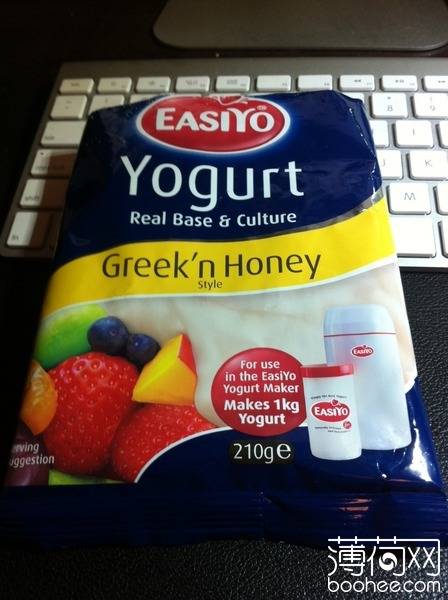 EASIYO™
Yogurt
Real Base & Culture
Greek'n Honey
Style
For use
in the EasiYo
Yogurt Maker
Makes 1kg
Yogurt
EASIYO
EASIYO
210g℮
erving
uggestion
薄荷网
boohee.com